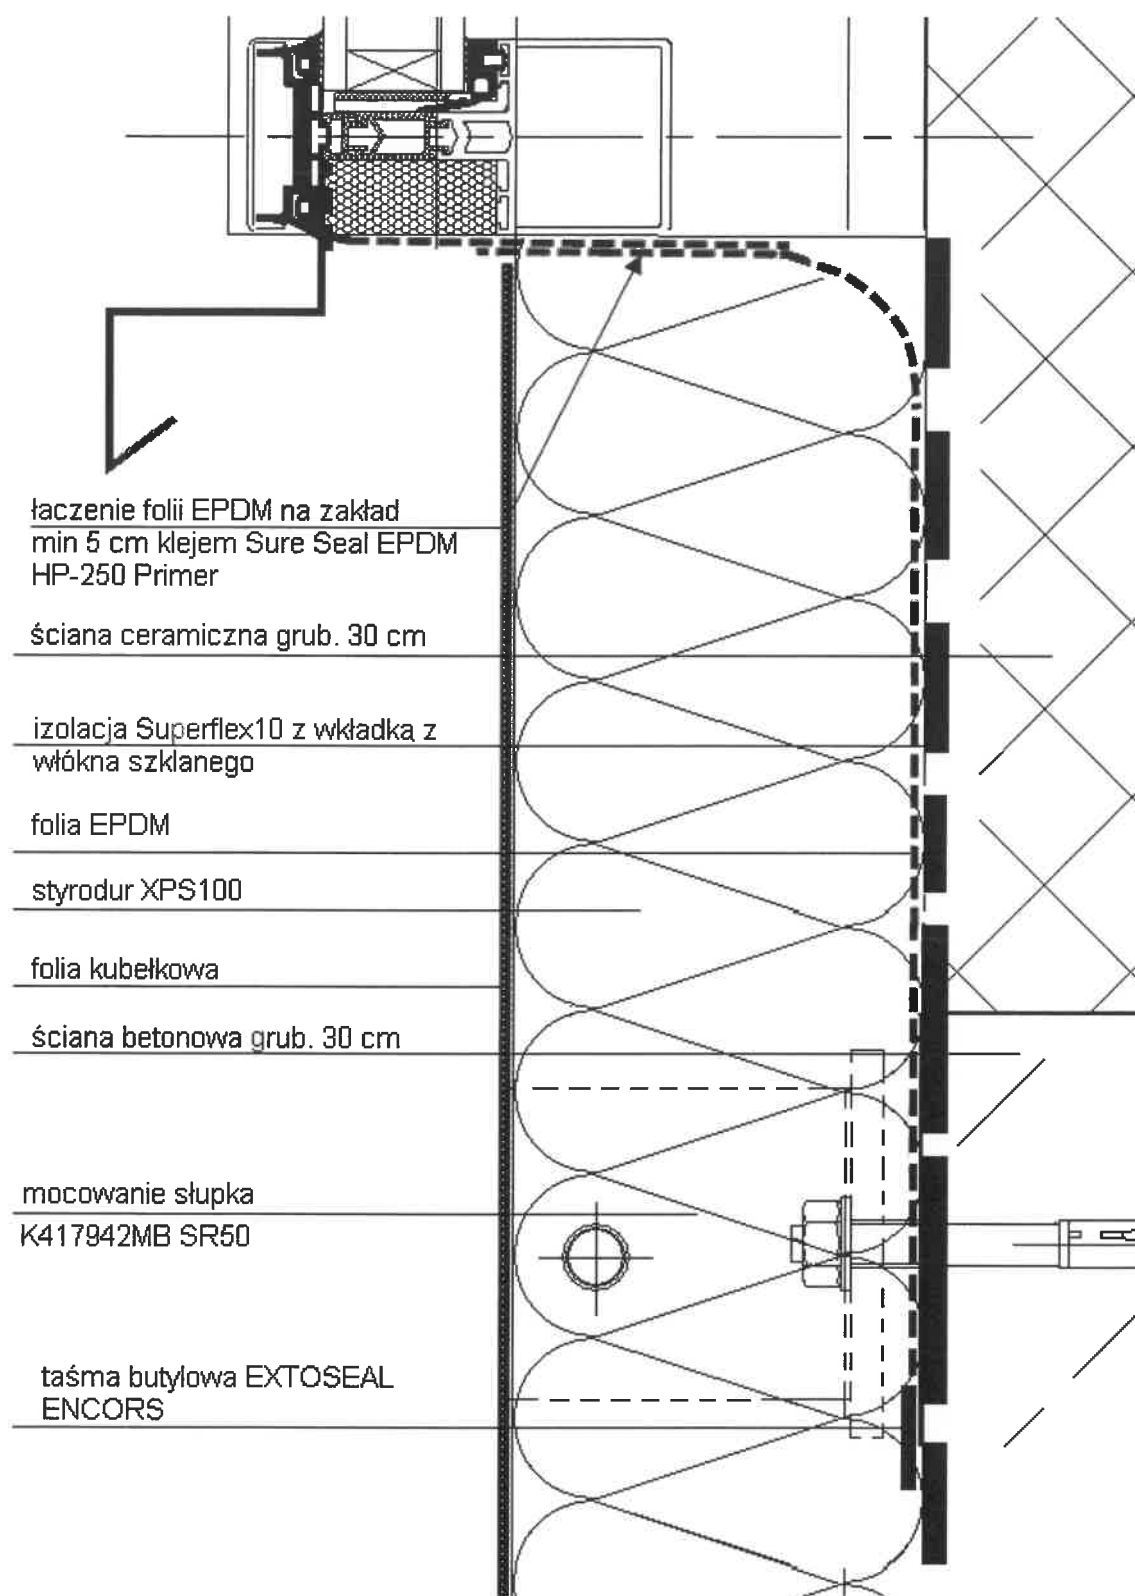 łaczenie folii EPDM na zakład
min 5 cm klejem Sure Seal EPDM
HP-250 Primer
ściana ceramiczna grub. 30 cm
izolacja Superflex10 z wkładką z
włókna szklanego
folia EPDM
styrodur XPS100
folia kubełkowa
ściana betonowa grub. 30 cm
mocowanie słupka
K417942MB SR50
taśma butylowa EXTOSEAL
ENCORS